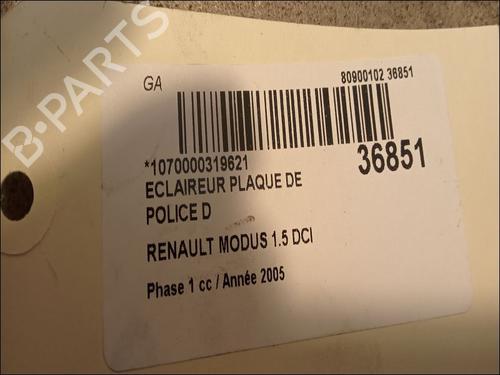 B-PARTS
GA
80900102 36851
*1070000319621
36851
ECLAIREUR PLAQUE DE
POLICE D
RENAULT MODUS 1.5 DCI
Phase 1 cc / Année 2005